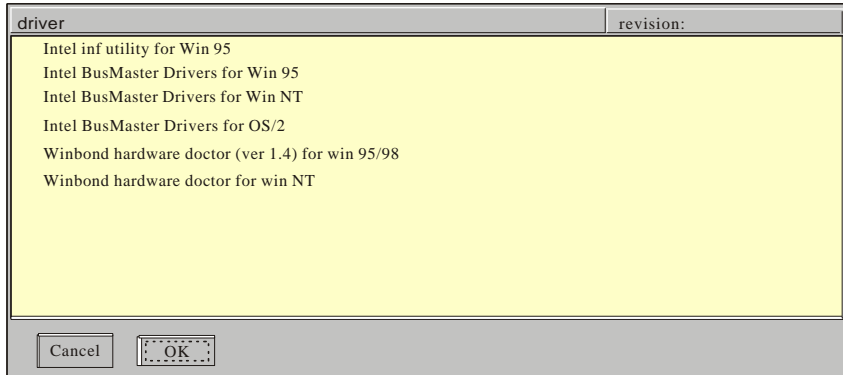 driver revision:
Intel inf utility for Win 95
Intel BusMaster Drivers for Win 95
Intel BusMaster Drivers for Win NT
Intel BusMaster Drivers for OS/2
Winbond hardware doctor (ver 1.4) for win 95/98
Winbond hardware doctor for win NT
Cancel OK